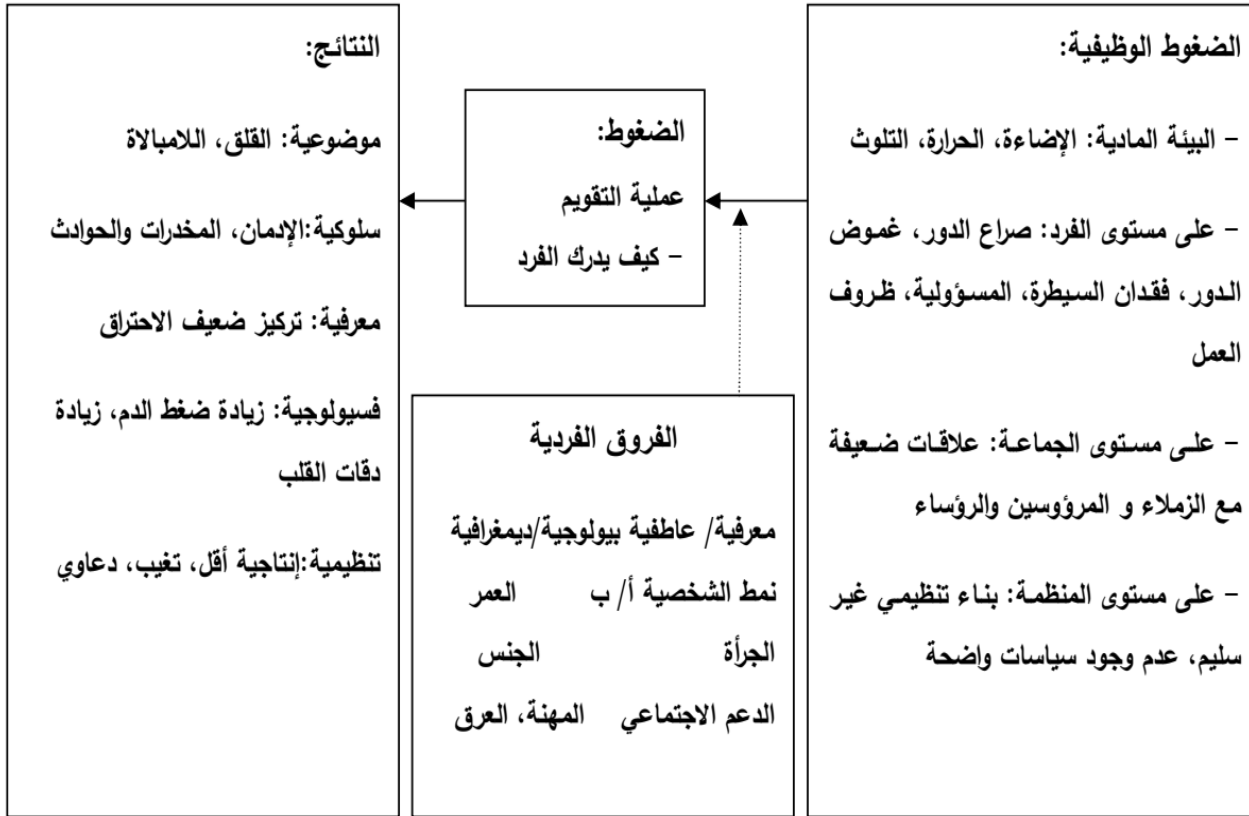 الضغوط الوظيفية:
– البيئة المادية: الإضاءة، الحرارة، التلوث
– على مستوى الفرد: صراع الدور، غموض
الدور، فقدان السيطرة، المسؤولية، ظروف
العمل
– على مستوى الجماعة: علاقات ضعيفة
مع الزملاء و المرؤوسين والرؤساء
– على مستوى المنظمة: بناء تنظيمي غير
سليم، عدم وجود سياسات واضحة
الضغوط:
عملية التقويم
– كيف يدرك الفرد
الفروق الفردية
معرفية/ عاطفية بيولوجية/ديمغرافية
نمط الشخصية أ/ ب العمر
الجرأة الجنس
الدعم الاجتماعي المهنة، العرق
النتائج:
موضوعية: القلق، اللامبالاة
سلوكية:الإدمان، المخدرات والحوادث
معرفية: تركيز ضعيف الاحتراق
فسيولوجية: زيادة ضغط الدم، زيادة
دقات القلب
تنظيمية:إنتاجية أقل، تغيب، دعاوي